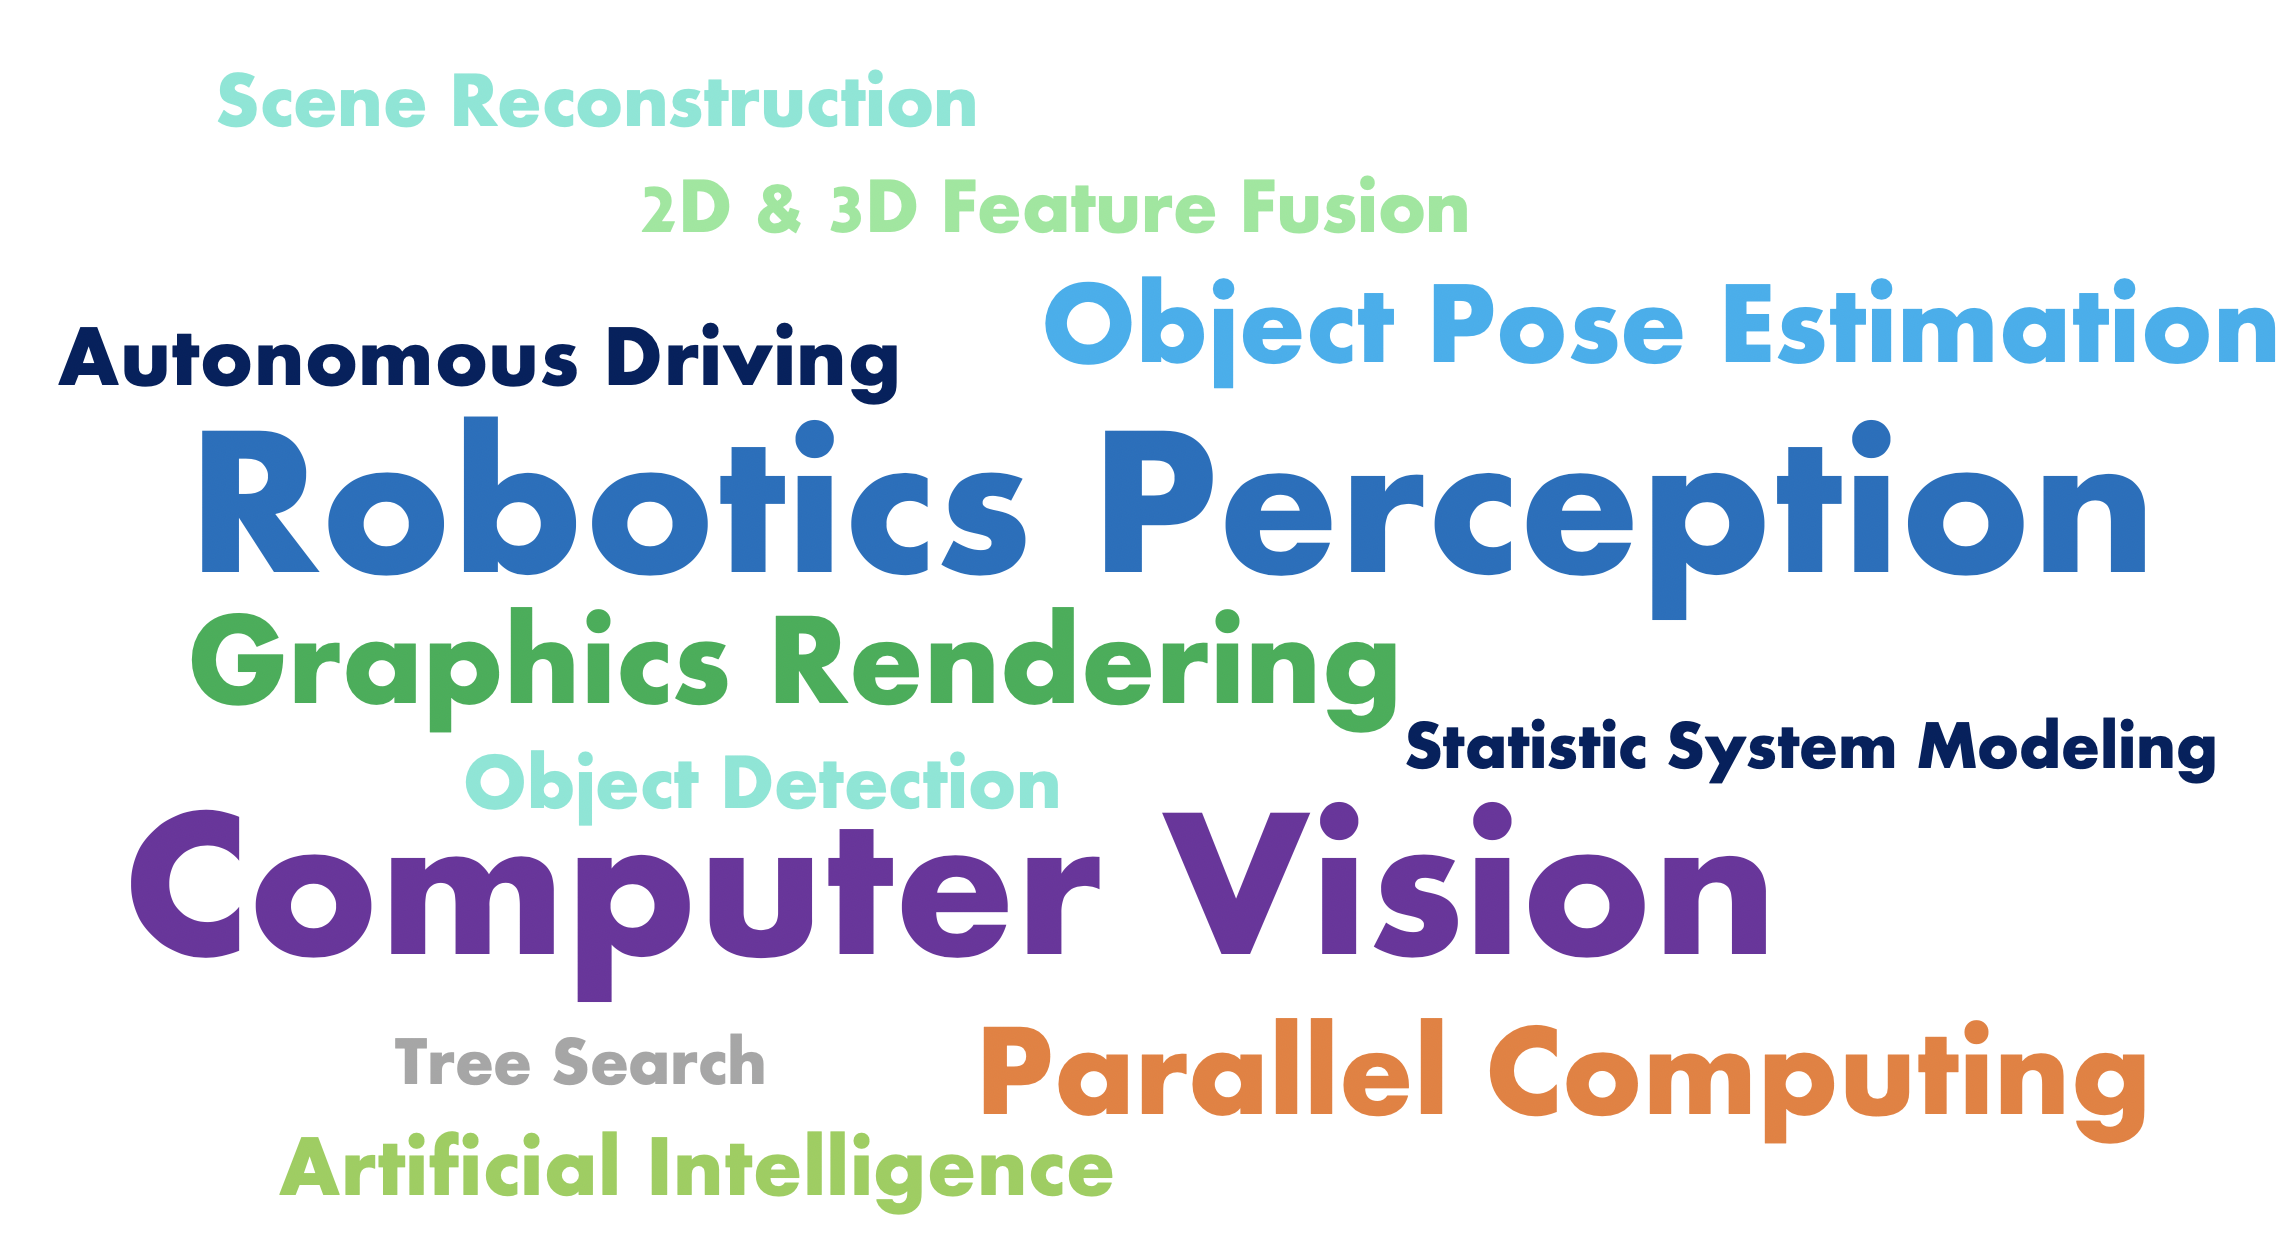 Scene Reconstruction
2D & 3D Feature Fusion
Object Pose Estimation
Autonomous Driving
Robotics Perception
Graphics Rendering
Statistic System Modeling
Object Detection
Computer Vision
Tree Search
Parallel Computing
Artificial Intelligence